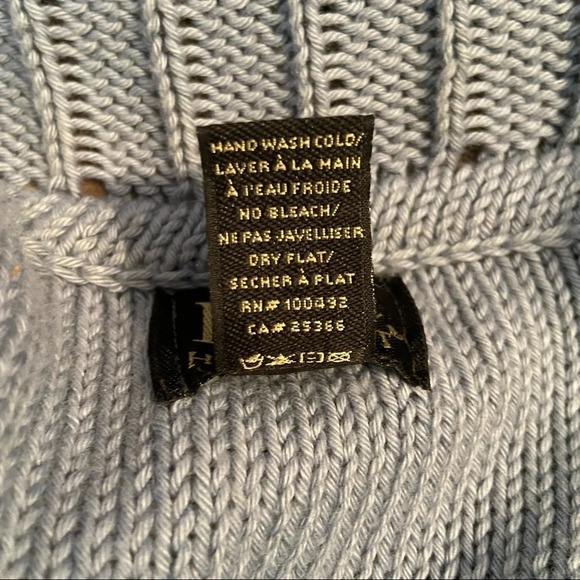 HAND WASH COLD/
LAVER À LA MAIN
À l'EAU FROIDE
NO BLEACH/
NE PAS JAVELLISER
DRY FLAT/
SECHER À PLAT
RN# 100432
CA# 25366